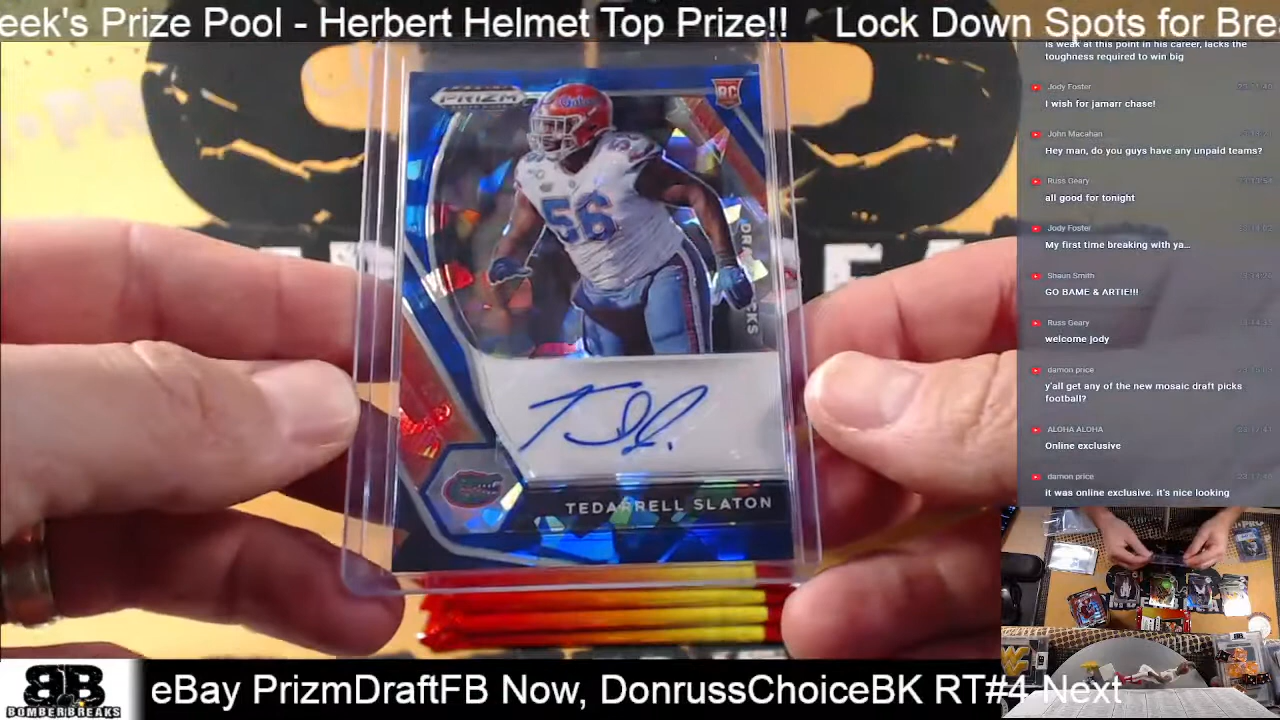 eek's Prize Pool - Herbert Helmet Top Prize!! Lock Down Spots for Bre
is weak at this point in his career, lacks the
toughness required to win big
Jody Foster
I wish for jamarr chase!
John Macahan
Hey man, do you guys have any unpaid teams?
Russ Geary
all good for tonight
Jody Foster
My first time breaking with ya...
Shaun Smith
GO BAME & ARTIE!!!
Russ Geary
welcome jody
damon price
y'all get any of the new mosaic draft picks
football?
ALOHA ALOHA
Online exclusive
damon price
it was online exclusive. it's nice looking
PRIZM
RC
Gators
56
TEDARRELL SLATON
BB
BOMBERBREAKS
eBay PrizmDraftFB Now, DonrussChoiceBK RT#4 Next